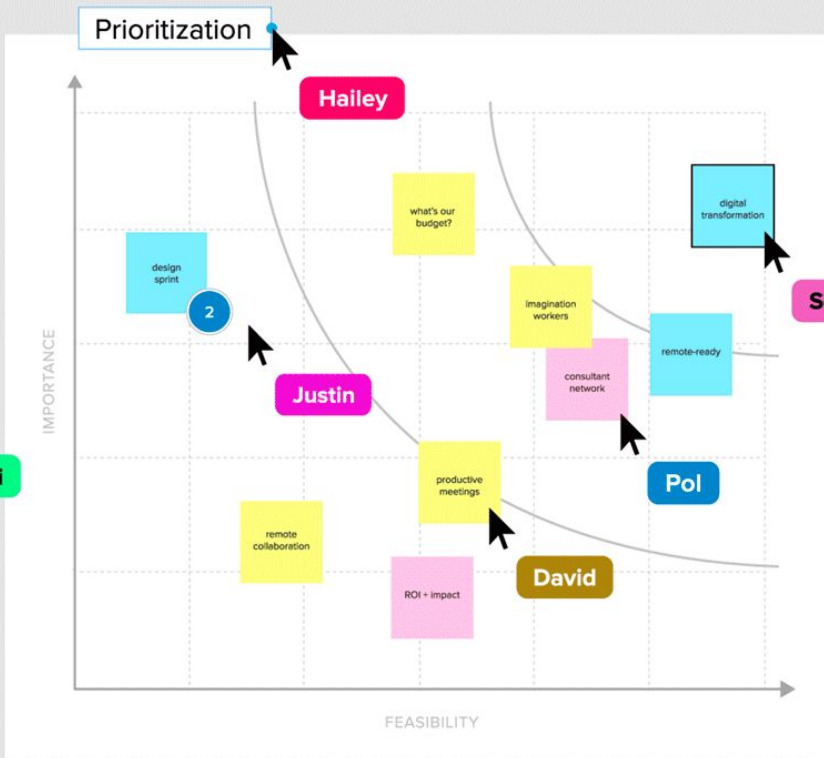 Prioritization
Hailey
what's our
budget?
digital
transformation
design
sprint
2
imagination
workers
remote-ready
consultant
network
IMPORTANCE
Justin
Pol
productive
meetings
remote
collaboration
David
ROI + impact
FEASIBILITY